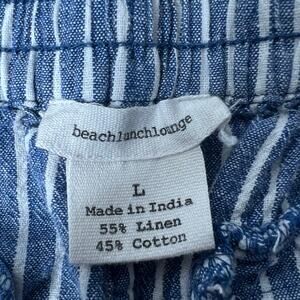 beachlunchlounge
L
Made in India
55% Linen
45% Cotton